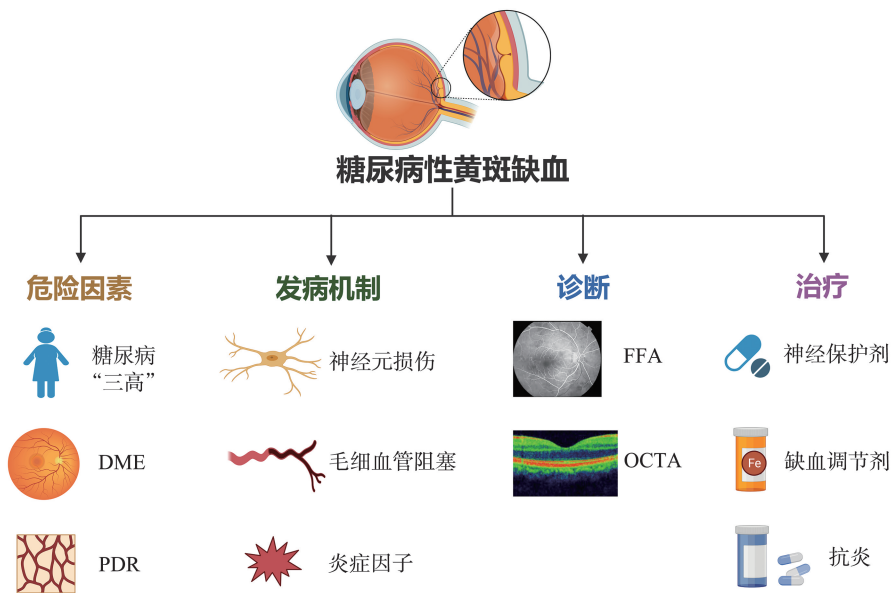 糖尿病性黄斑缺血
危险因素
发病机制
诊断
治疗
糖尿病
“三高”
神经元损伤
FFA
神经保护剂
DME
毛细血管阻塞
OCTA
Fe
缺血调节剂
PDR
炎症因子
抗炎